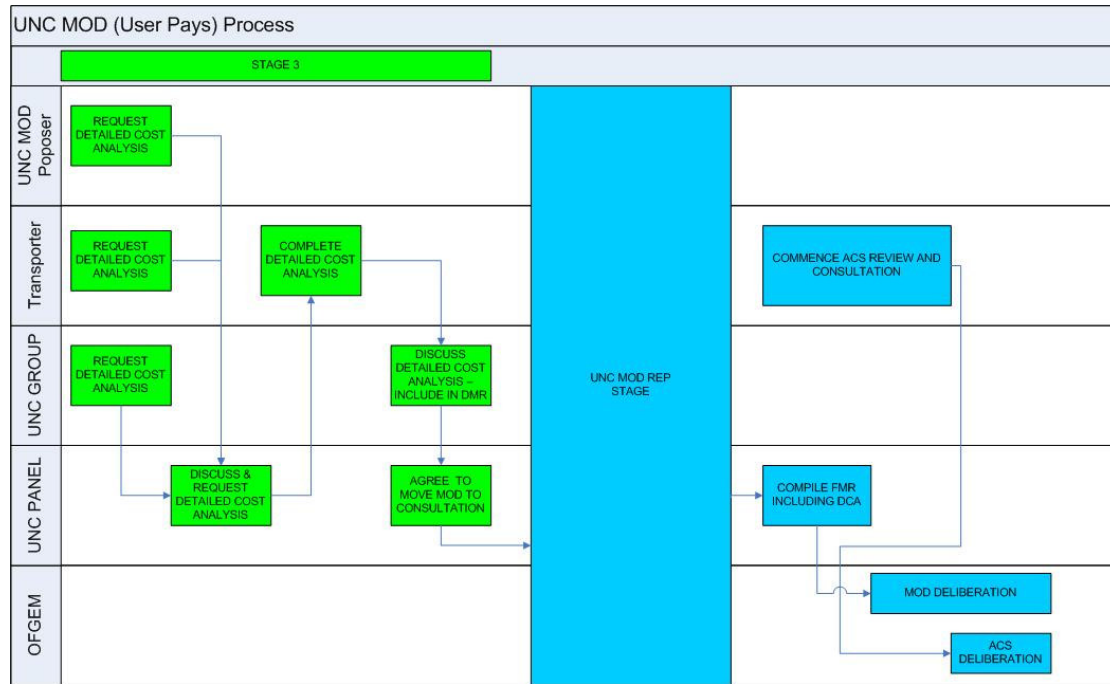 UNC MOD (User Pays) Process
STAGE 3
UNC MOD
Poposer
REQUEST
DETAILED COST
ANALYSIS
Transporter
REQUEST
DETAILED COST
ANALYSIS
COMPLETE
DETAILED COST
ANALYSIS
COMMENCE ACS REVIEW AND
CONSULTATION
UNC GROUP
REQUEST
DETAILED COST
ANALYSIS
DISCUSS
DETAILED COST
ANALYSIS –
INCLUDE IN DMR
UNC MOD REP
STAGE
UNC PANEL
DISCUSS &
REQUEST
DETAILED COST
ANALYSIS
AGREE TO
MOVE MOD TO
CONSULTATION
COMPILE FMR
INCLUDING DCA
OFGEM
MOD DELIBERATION
ACS
DELIBERATION